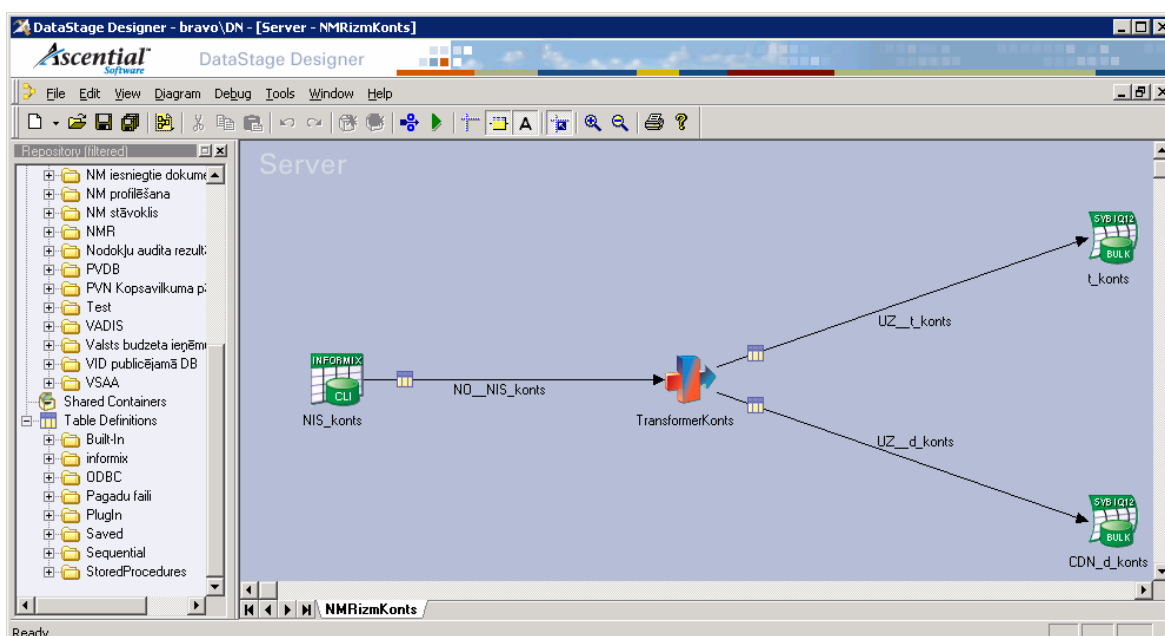 DataStage Designer - bravo\DN - [Server - NMRizmKonts]
Ascential™
Software
DataStage Designer
File Edit View Diagram Debug Tools Window Help
A
Repository (filtered)
NM iesniegtie dokume
NM profilēšana
NM stāvoklis
NMR
Nodokļu audita rezult
PVDB
PVN Kopsavilkuma p
Test
VADIS
Valsts budzeta ieņēm
VID publicējamā DB
VSAA
Shared Containers
Table Definitions
Built-In
informix
ODBC
Pagadu faili
PlugIn
Saved
Sequential
StoredProcedures
Server
SYB IQ12
BULK
t_konts
UZ__t_konts
INFORMIX
CLI
NIS_konts
NO__NIS_konts
TransformerKonts
UZ__d_konts
SYB IQ12
BULK
CDN_d_konts
NMRizmKonts
Ready